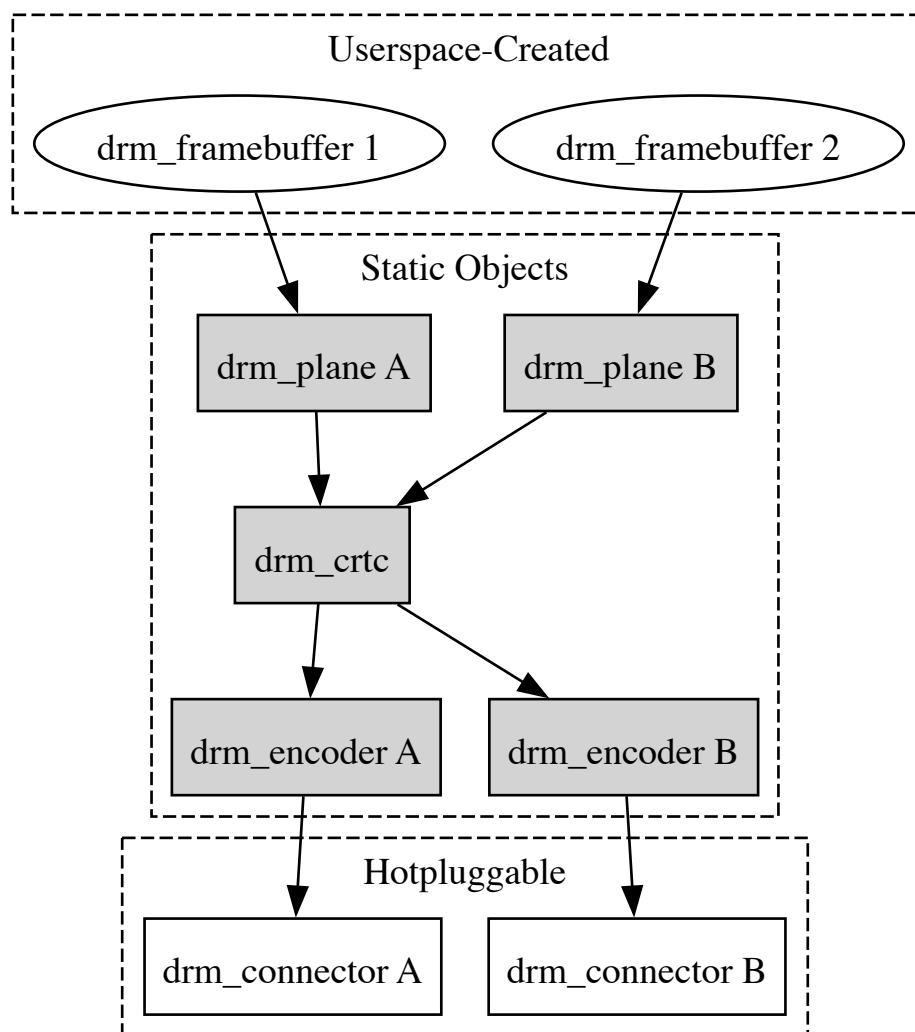 Userspace-Created
drm_framebuffer 1
drm_framebuffer 2
Static Objects
drm_plane A
drm_plane B
drm_crtc
drm_encoder A
drm_encoder B
Hotpluggable
drm_connector A
drm_connector B